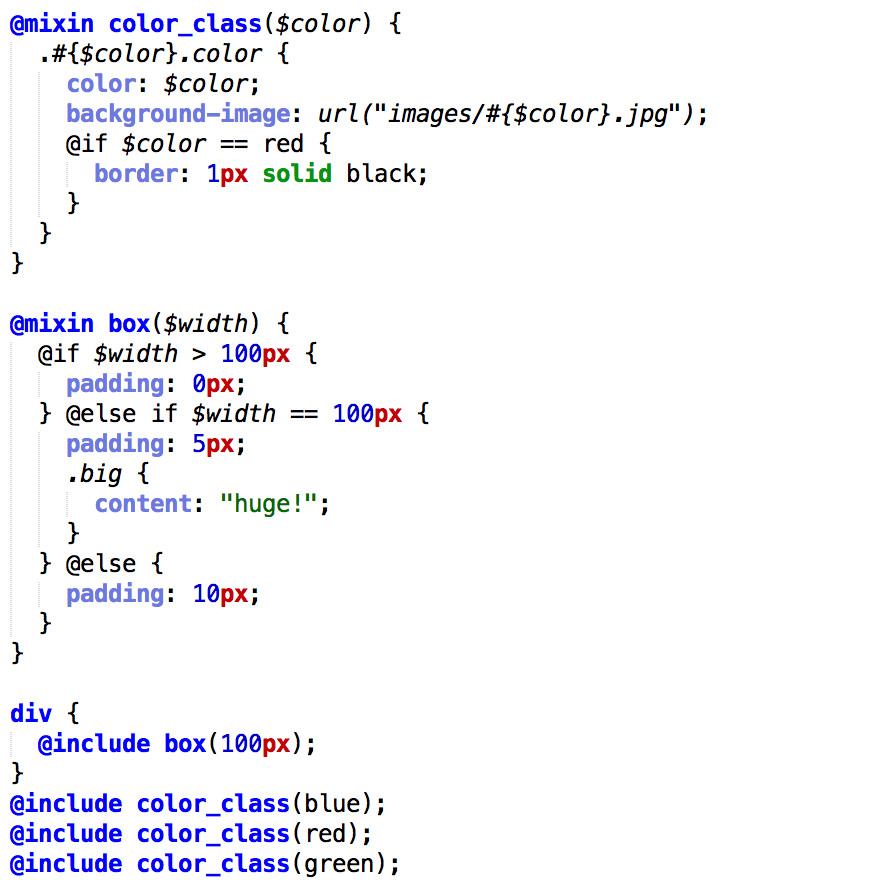 @mixin color_class($color) {
  .#{$color}.color {
    color: $color;
    background-image: url("images/#{$color}.jpg");
    @if $color == red {
      border: 1px solid black;
    }
  }
}

@mixin box($width) {
  @if $width > 100px {
    padding: 0px;
  } @else if $width == 100px {
    padding: 5px;
    .big {
      content: "huge!";
    }
  } @else {
    padding: 10px;
  }
}

div {
  @include box(100px);
}
@include color_class(blue);
@include color_class(red);
@include color_class(green);